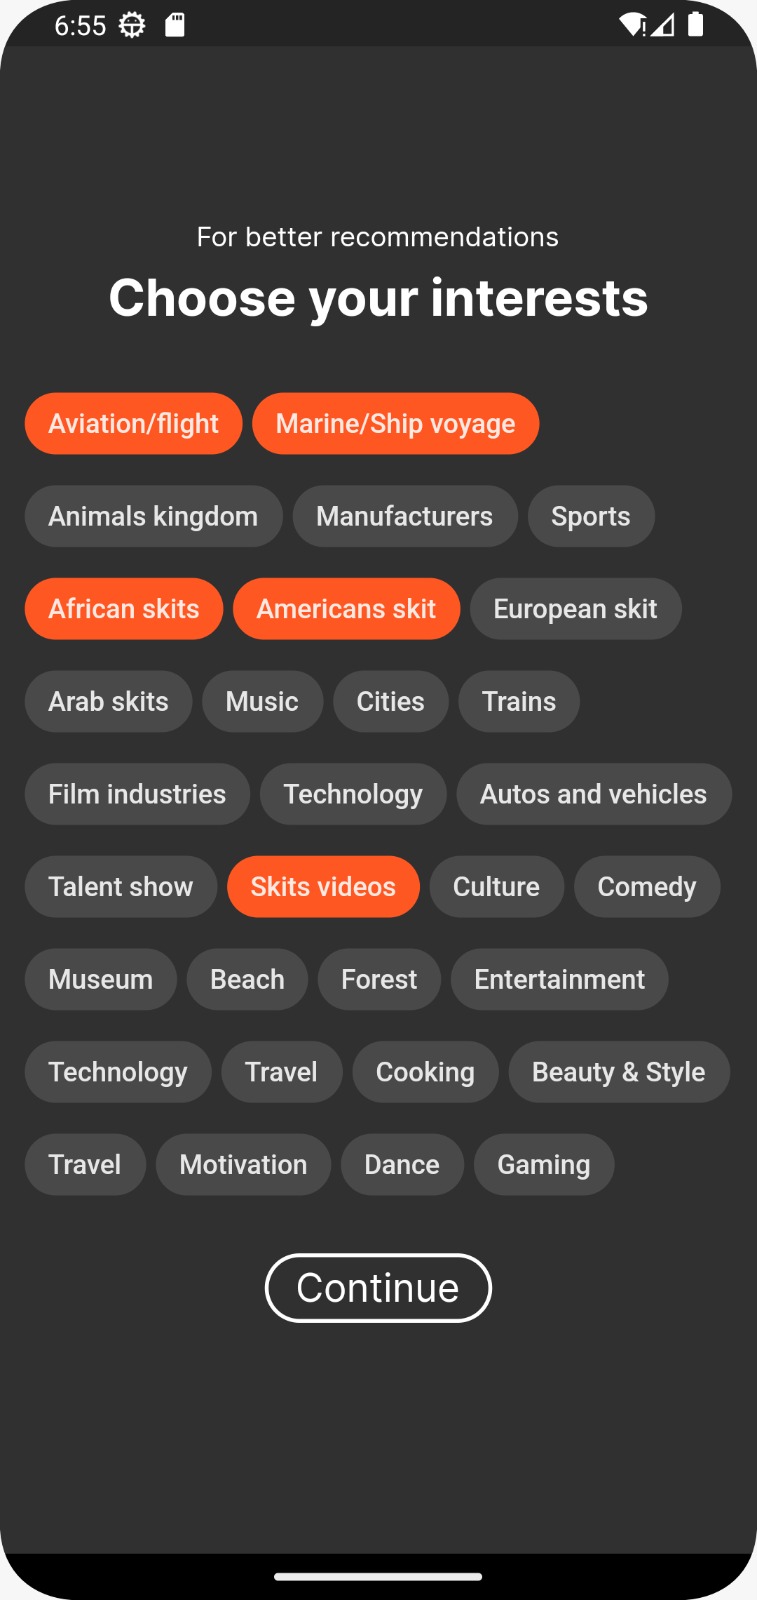 6:55
For better recommendations
Choose your interests
Aviation/flight Marine/Ship voyage
Animals kingdom Manufacturers Sports
African skits Americans skit European skit
Arab skits Music Cities Trains
Film industries Technology Autos and vehicles
Talent show Skits videos Culture Comedy
Museum Beach Forest Entertainment
Technology Travel Cooking Beauty & Style
Travel Motivation Dance Gaming
Continue